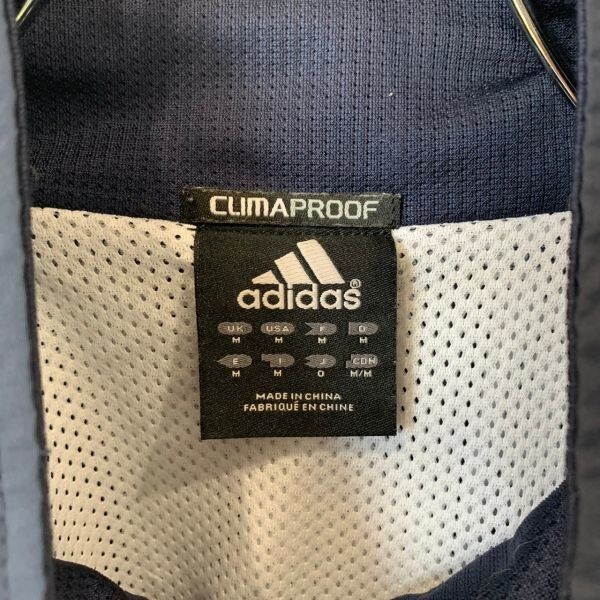 CLIMAPROOF
adidas®
UK USA F D
M M M M
E I J CDN
M M O M/M
MADE IN CHINA
FABRIQUÉ EN CHINE